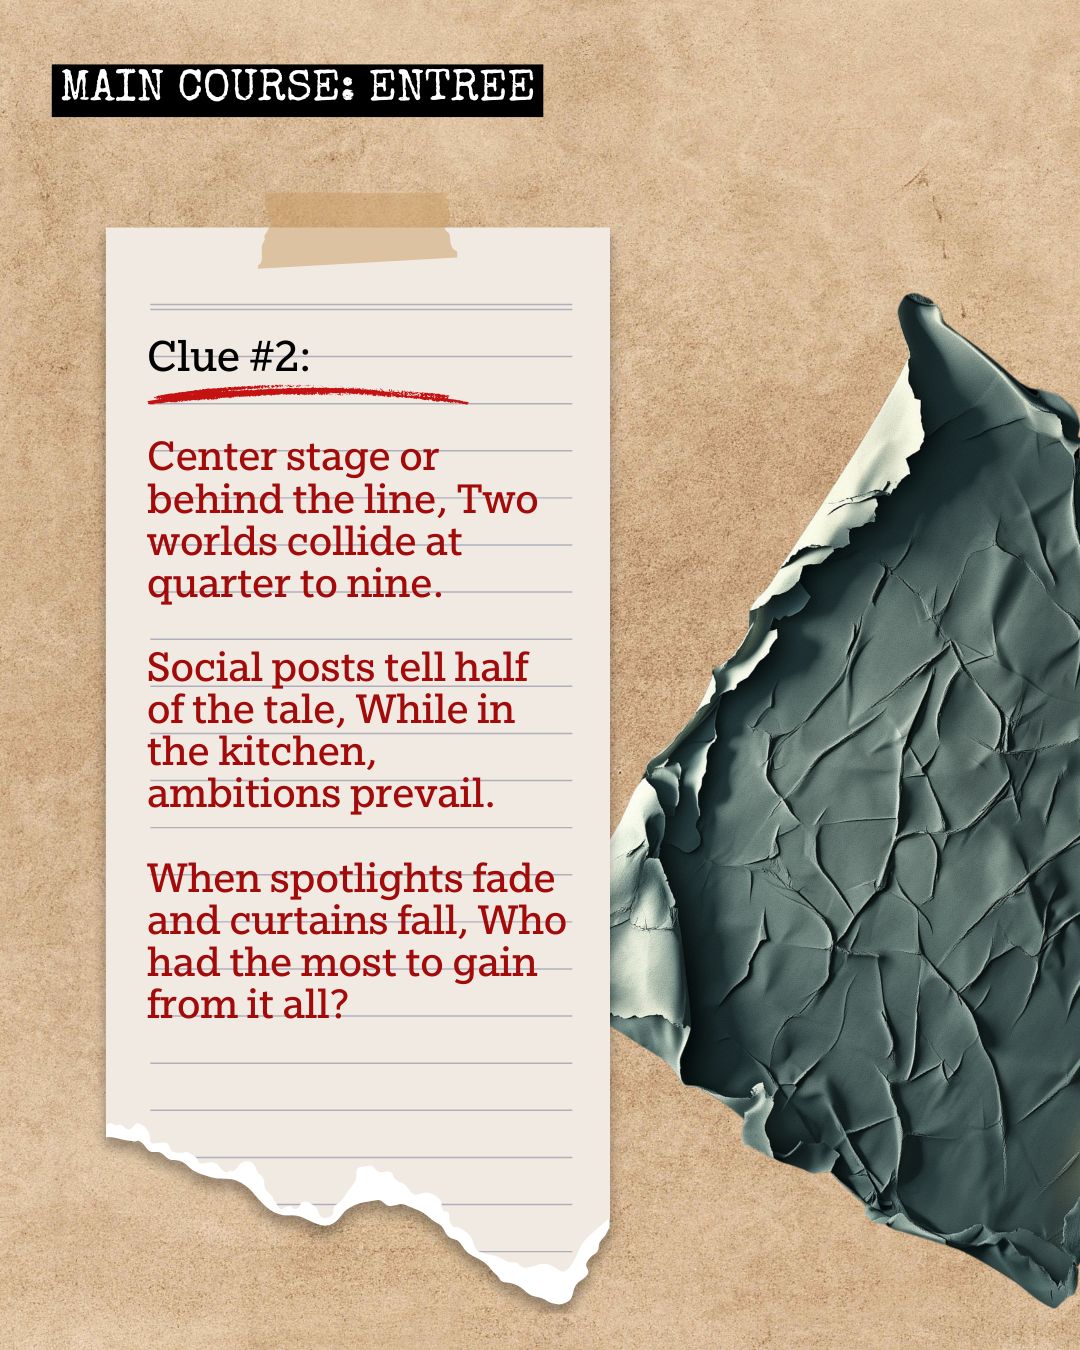 MAIN COURSE: ENTREE
Clue #2:
Center stage or
behind the line, Two
worlds collide at
quarter to nine.
Social posts tell half
of the tale, While in
the kitchen,
ambitions prevail.
When spotlights fade
and curtains fall, Who
had the most to gain
from it all?